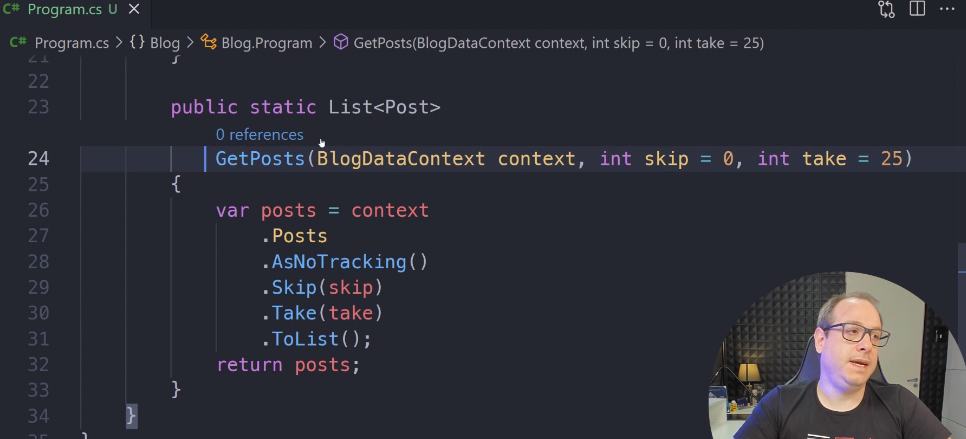 C# Program.cs U
C# Program.cs > {} Blog > Blog.Program > GetPosts(BlogDataContext context, int skip = 0, int take = 25)
21 }
22
23 public static List<Post>
0 references
24 GetPosts(BlogDataContext context, int skip = 0, int take = 25)
25 {
26 var posts = context
27 .Posts
28 .AsNoTracking()
29 .Skip(skip)
30 .Take(take)
31 .ToList();
32 return posts;
33 }
34 }
35 }